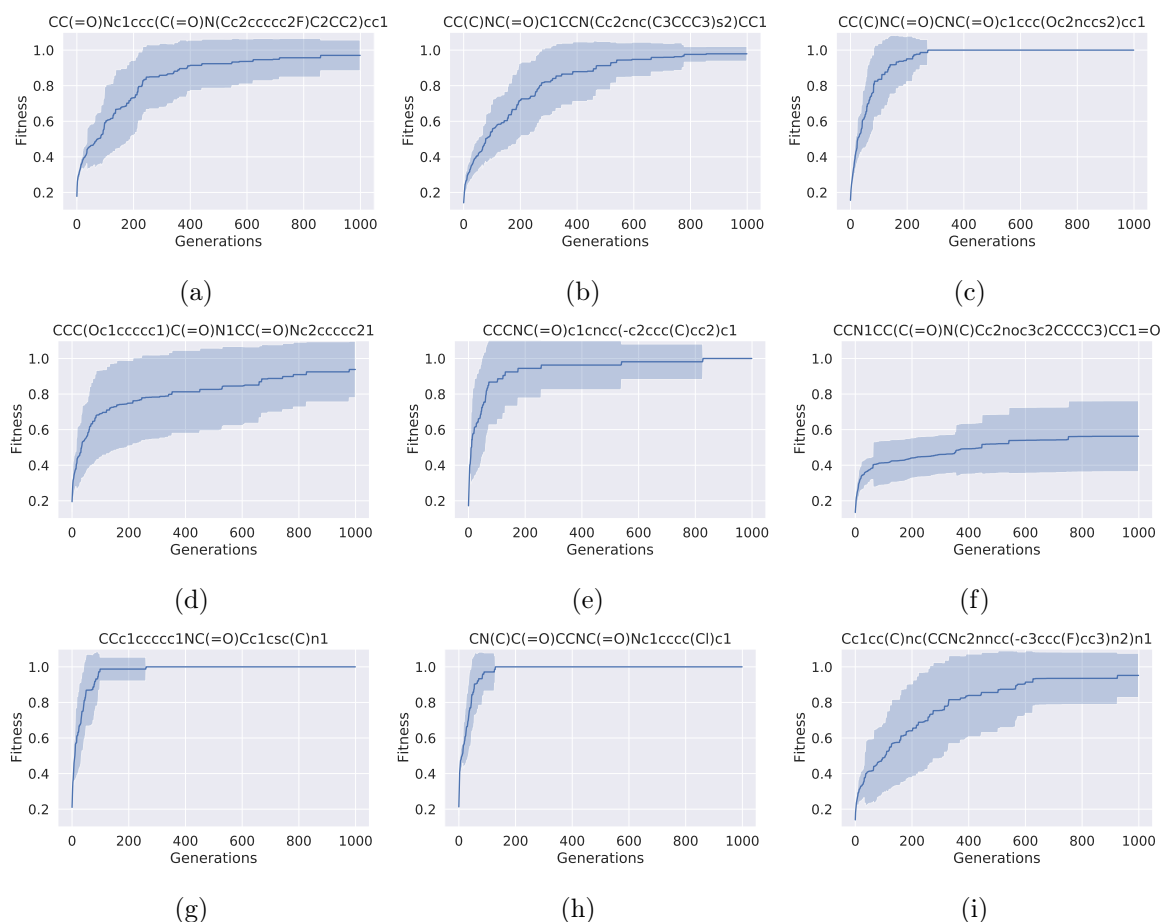 CC(=O)Nc1ccc(C(=O)N(Cc2ccccc2F)C2CC2)cc1
CC(C)NC(=O)C1CCN(Cc2cnc(C3CCC3)s2)CC1
CC(C)NC(=O)CNC(=O)c1ccc(Oc2nccs2)cc1
1.0
0.8
0.6
0.4
0.2
Fitness
0 200 400 600 800 1000
Generations
1.0
0.8
0.6
0.4
0.2
Fitness
0 200 400 600 800 1000
Generations
1.0
0.8
0.6
0.4
0.2
Fitness
0 200 400 600 800 1000
Generations
(a)
(b)
(c)
CCC(Oc1ccccc1)C(=O)N1CC(=O)Nc2ccccc21
CCCNC(=O)c1cncc(-c2ccc(C)cc2)c1
CCN1CC(C(=O)N(C)Cc2noc3c2CCCC3)CC1=O
1.0
0.8
0.6
0.4
0.2
Fitness
0 200 400 600 800 1000
Generations
1.0
0.8
0.6
0.4
0.2
Fitness
0 200 400 600 800 1000
Generations
1.0
0.8
0.6
0.4
0.2
Fitness
0 200 400 600 800 1000
Generations
(d)
(e)
(f)
CCc1ccccc1NC(=O)Cc1csc(C)n1
CN(C)C(=O)CCNC(=O)Nc1cccc(Cl)c1
Cc1cc(C)nc(CCNc2nncc(-c3ccc(F)cc3)n2)n1
1.0
0.8
0.6
0.4
0.2
Fitness
0 200 400 600 800 1000
Generations
1.0
0.8
0.6
0.4
0.2
Fitness
0 200 400 600 800 1000
Generations
1.0
0.8
0.6
0.4
0.2
Fitness
0 200 400 600 800 1000
Generations
(g)
(h)
(i)